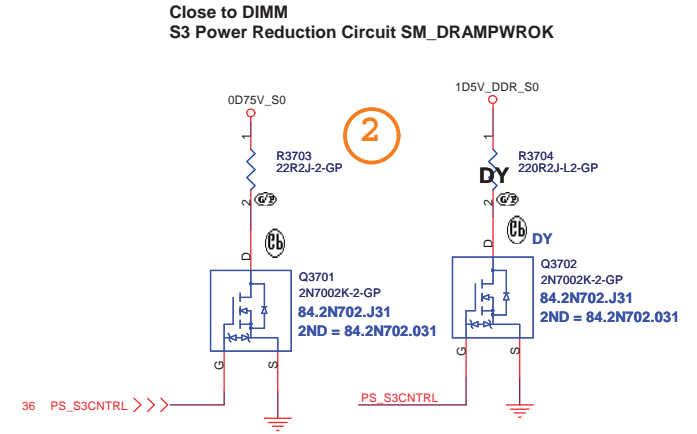 Close to DIMM
S3 Power Reduction Circuit SM_DRAMPWROK
0D75V_S0
1D5V_DDR_S0
2
1
R3703
22R2J-2-GP
2
G/P
Pb
D
Q3701
2N7002K-2-GP
84.2N702.J31
2ND = 84.2N702.031
G
S
36 PS_S3CNTRL
1
R3704
220R2J-L2-GP
DY
2
G/P
Pb
DY
D
Q3702
2N7002K-2-GP
84.2N702.J31
2ND = 84.2N702.031
G
S
PS_S3CNTRL